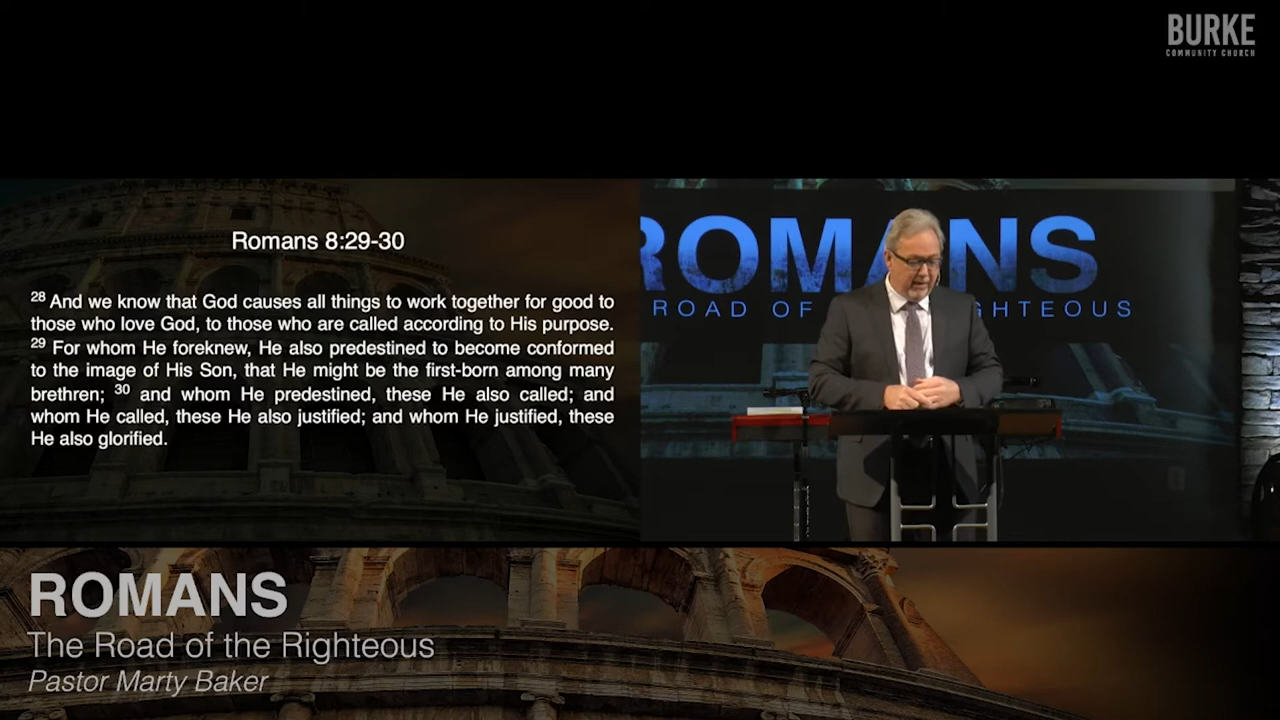 BURKE
COMMUNITY CHURCH
Romans 8:29-30
28 And we know that God causes all things to work together for good to
those who love God, to those who are called according to His purpose.
29 For whom He foreknew, He also predestined to become conformed
to the image of His Son, that He might be the first-born among many
brethren; 30 and whom He predestined, these He also called; and
whom He called, these He also justified; and whom He justified, these
He also glorified.
ROMANS
ROAD OF GHTEOUS
ROMANS
The Road of the Righteous
Pastor Marty Baker